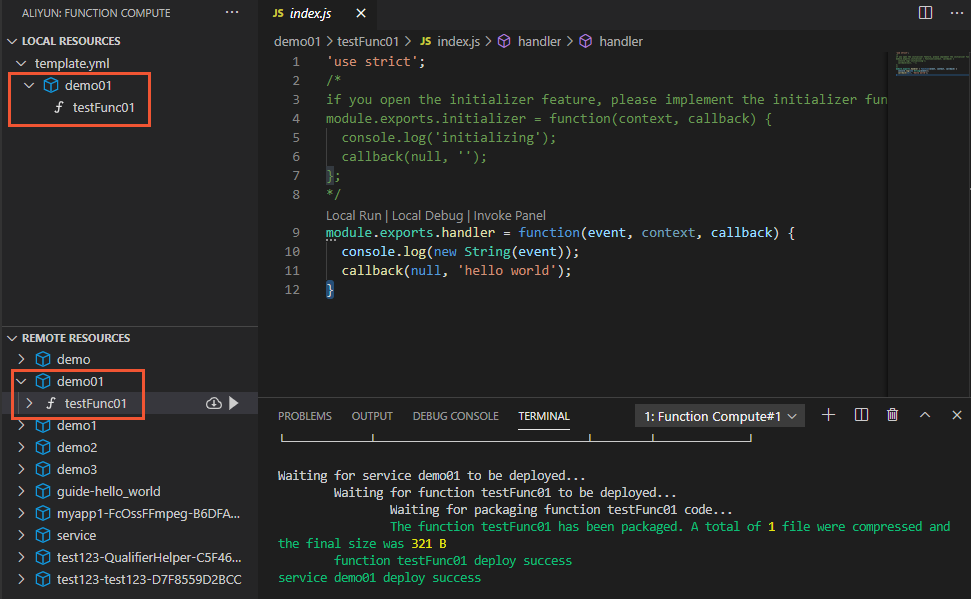 ALIYUN: FUNCTION COMPUTE
LOCAL RESOURCES
template.yml
demo01
testFunc01
REMOTE RESOURCES
demo
demo01
testFunc01
demo1
demo2
demo3
guide-hello_world
myapp1-FcOssFFmpeg-B6DFA...
service
test123-QualifierHelper-C5F46...
test123-test123-D7F8559D2BCC
JS index.js
demo01 > testFunc01 > JS index.js > handler > handler
1 'use strict';
2 /*
3 if you open the initializer feature, please implement the initializer fun
4 module.exports.initializer = function(context, callback) {
5 console.log('initializing');
6 callback(null, '');
7 };
8 */
Local Run | Local Debug | Invoke Panel
9 module.exports.handler = function(event, context, callback) {
10 console.log(new String(event));
11 callback(null, 'hello world');
12 }
PROBLEMS OUTPUT DEBUG CONSOLE TERMINAL 1: Function Compute#1
Waiting for service demo01 to be deployed...
Waiting for function testFunc01 to be deployed...
Waiting for packaging function testFunc01 code...
The function testFunc01 has been packaged. A total of 1 file were compressed and
the final size was 321 B
function testFunc01 deploy success
service demo01 deploy success